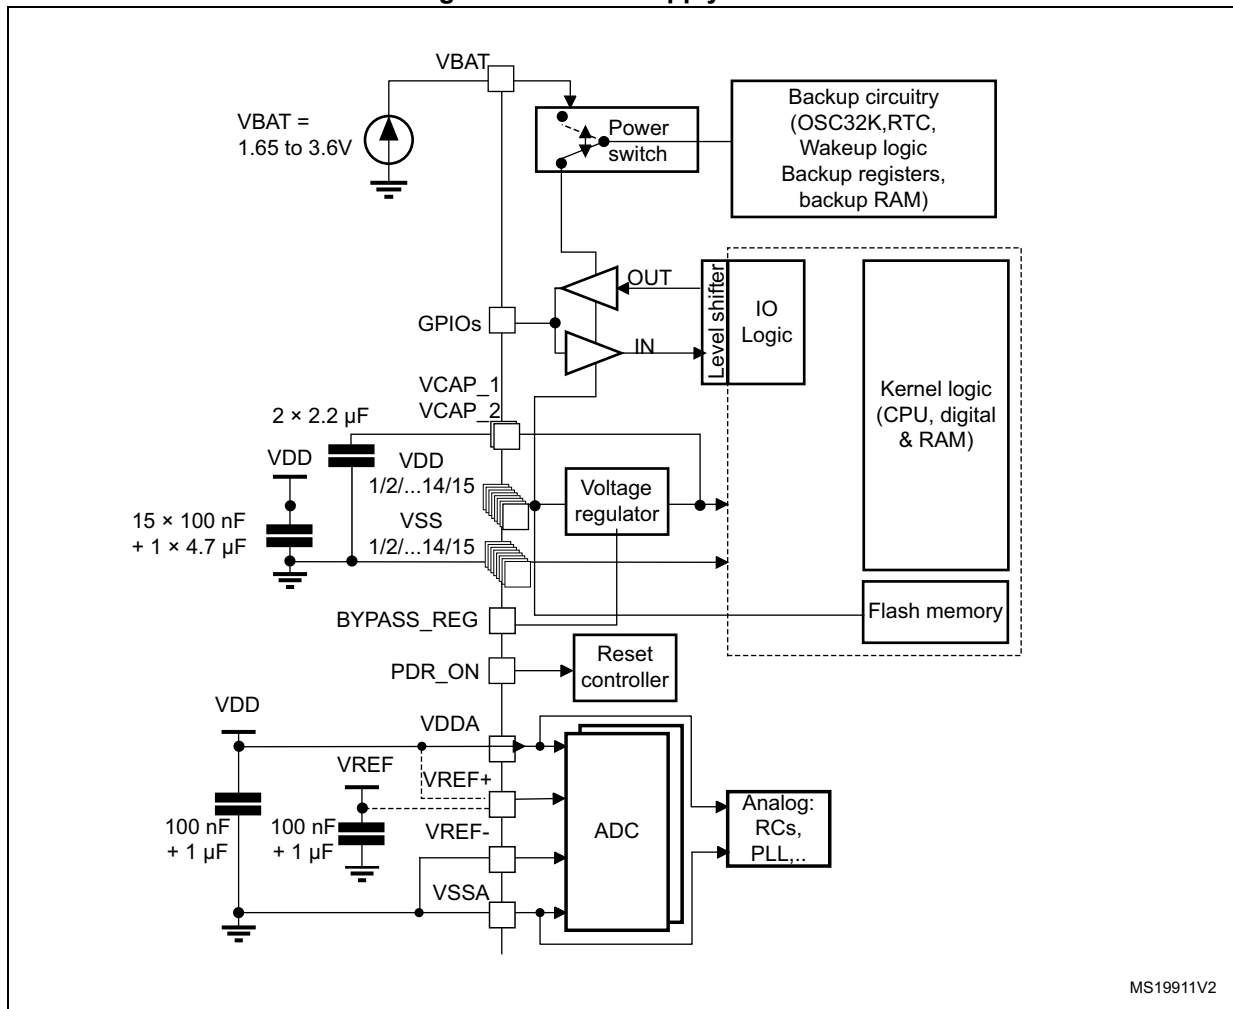 VBAT
VBAT =
1.65 to 3.6V
Power
switch
Backup circuitry
(OSC32K,RTC,
Wakeup logic
Backup registers,
backup RAM)
OUT
Level shifter
IO
Logic
GPIOs
IN
Kernel logic
(CPU, digital
& RAM)
VCAP_1
VCAP_2
2 × 2.2 μF
VDD
VDD
1/2/...14/15
Voltage
regulator
15 × 100 nF
+ 1 × 4.7 μF
VSS
1/2/...14/15
Flash memory
BYPASS_REG
PDR_ON
Reset
controller
VDD
VDDA
VREF
VREF+
100 nF
+ 1 μF
100 nF
+ 1 μF
VREF-
ADC
Analog:
RCs,
PLL,..
VSSA
MS19911V2